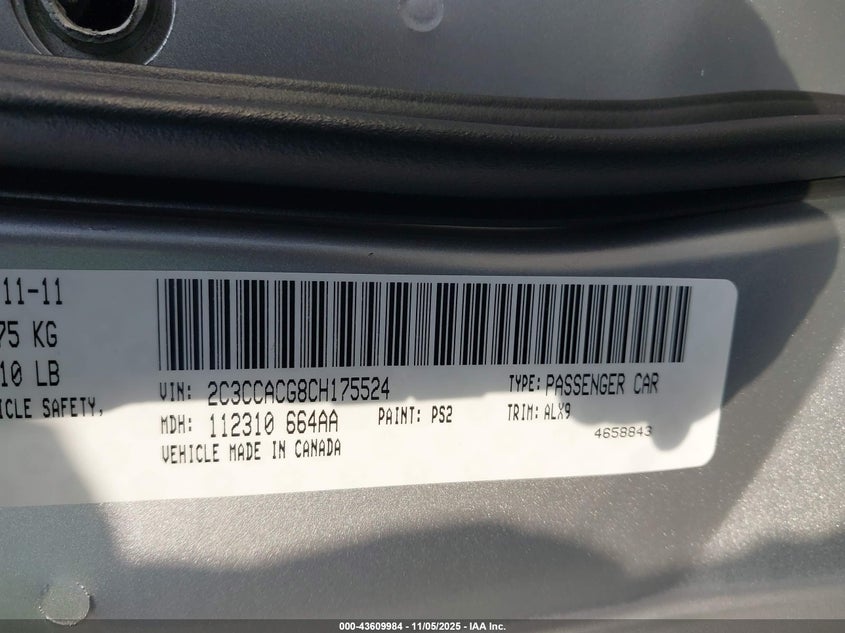 11-11
75 KG
10 LB
ICLE SAFETY,
VIN: 2C3CCACG8CH175524 TYPE: PASSENGER CAR
MDH: 112310 664AA PAINT: PS2 TRIM: ALX9
VEHICLE MADE IN CANADA 4658843
000-43609984 - 11/05/2025 - IAA Inc.